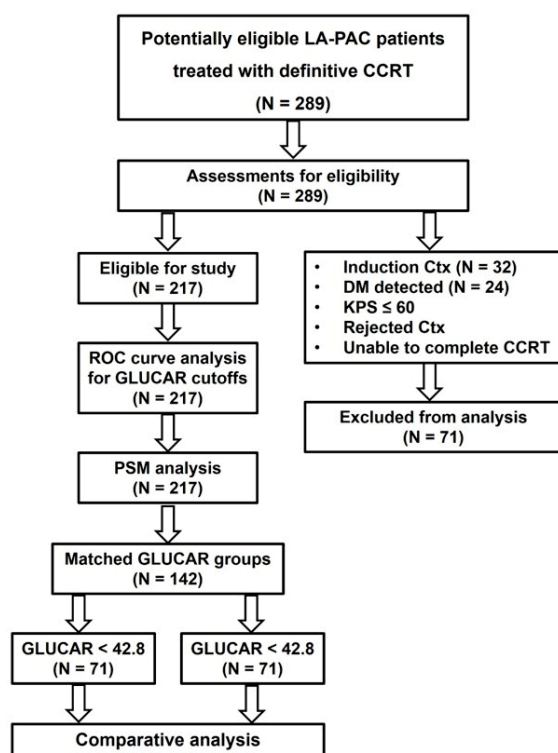 Potentially eligible LA-PAC patients
treated with definitive CCRT
(N = 289)
Assessments for eligibility
(N = 289)
Eligible for study
(N = 217)
• Induction Ctx (N = 32)
• DM detected (N = 24)
• KPS ≤ 60
• Rejected Ctx
• Unable to complete CCRT
ROC curve analysis
for GLUCAR cutoffs
(N = 217)
Excluded from analysis
(N = 71)
PSM analysis
(N = 217)
Matched GLUCAR groups
(N = 142)
GLUCAR < 42.8
(N = 71)
GLUCAR < 42.8
(N = 71)
Comparative analysis